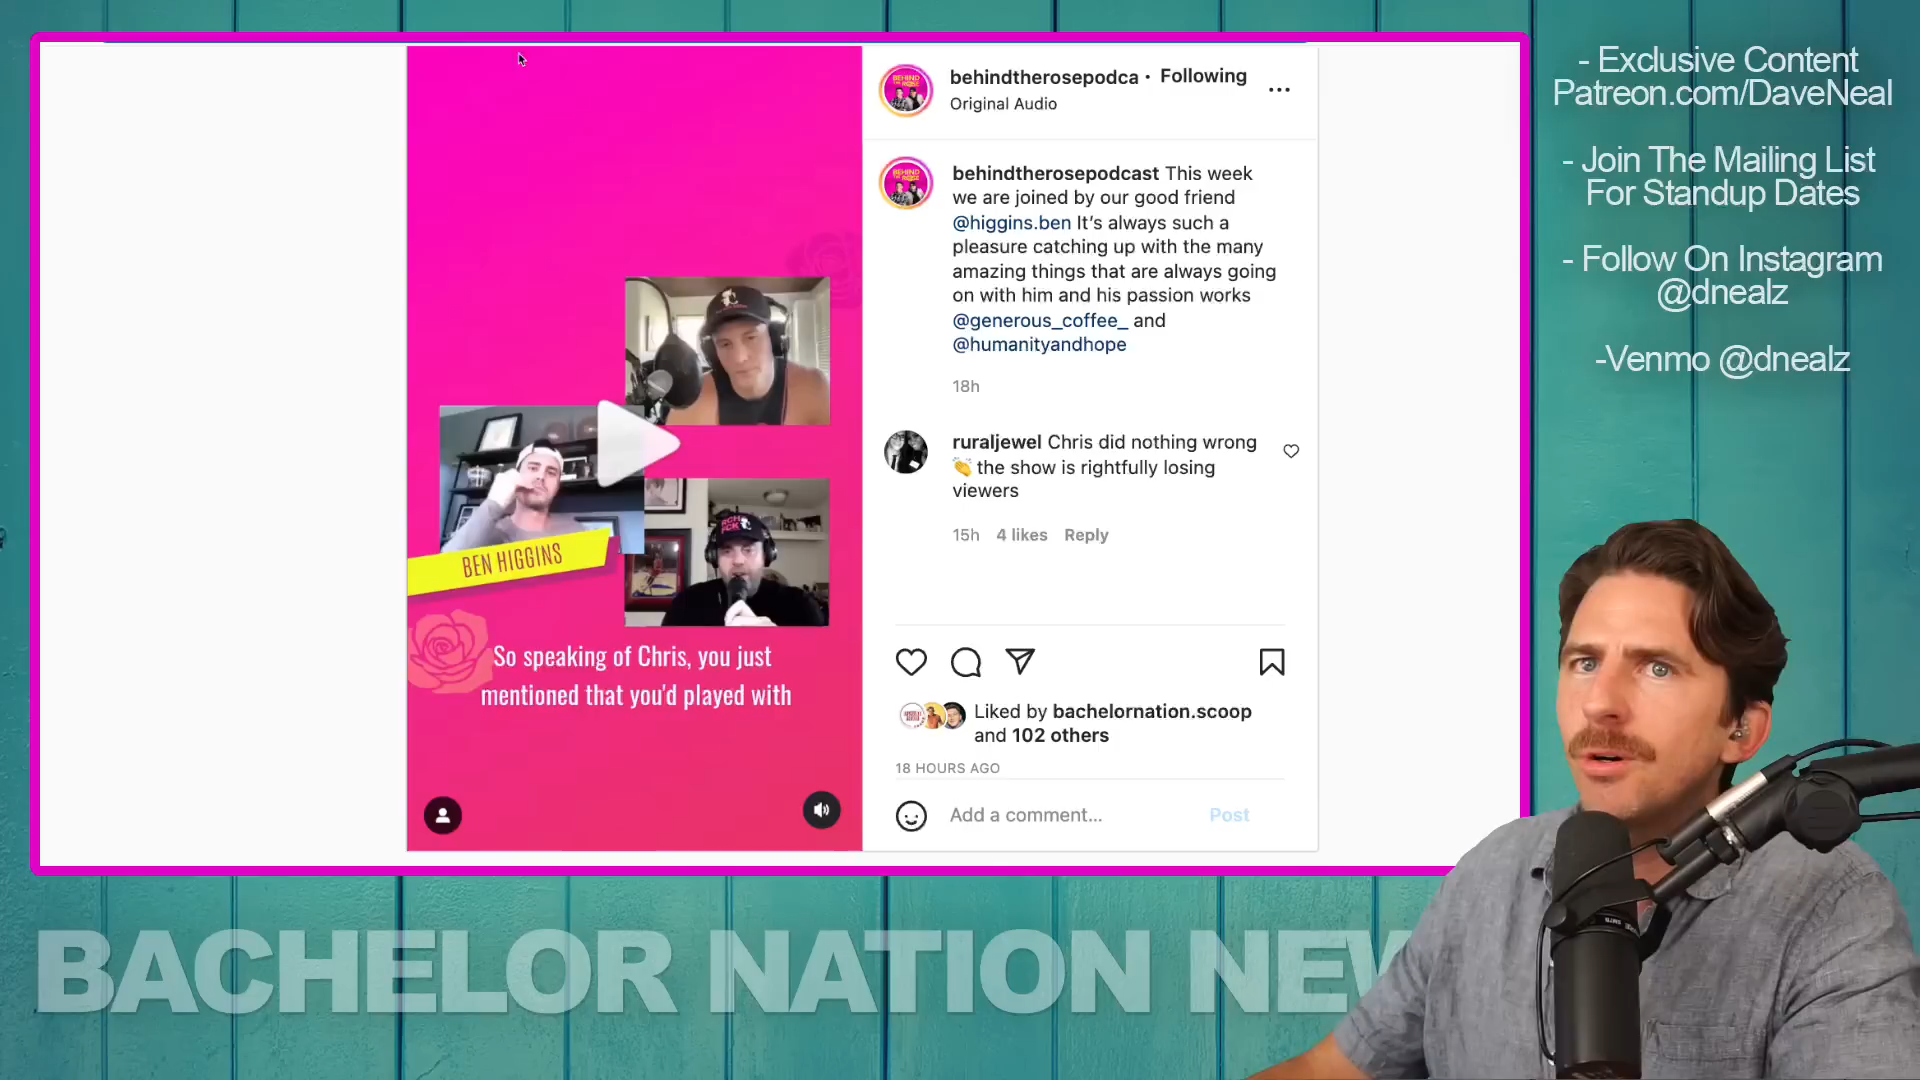 behindtherosepodca • Following
Original Audio
behindtherosepodcast This week
we are joined by our good friend
@higgins.ben It’s always such a
pleasure catching up with the many
amazing things that are always going
on with him and his passion works
@generous_coffee_ and
@humanityandhope
18h
ruraljewel Chris did nothing wrong
👏 the show is rightfully losing
viewers
15h 4 likes Reply
Liked by bachelornation.scoop
and 102 others
18 HOURS AGO
Add a comment... Post
BEN HIGGINS
So speaking of Chris, you just
mentioned that you'd played with
- Exclusive Content
Patreon.com/DaveNeal
- Join The Mailing List
For Standup Dates
- Follow On Instagram
@dnealz
-Venmo @dnealz
BACHELOR NATION NEW